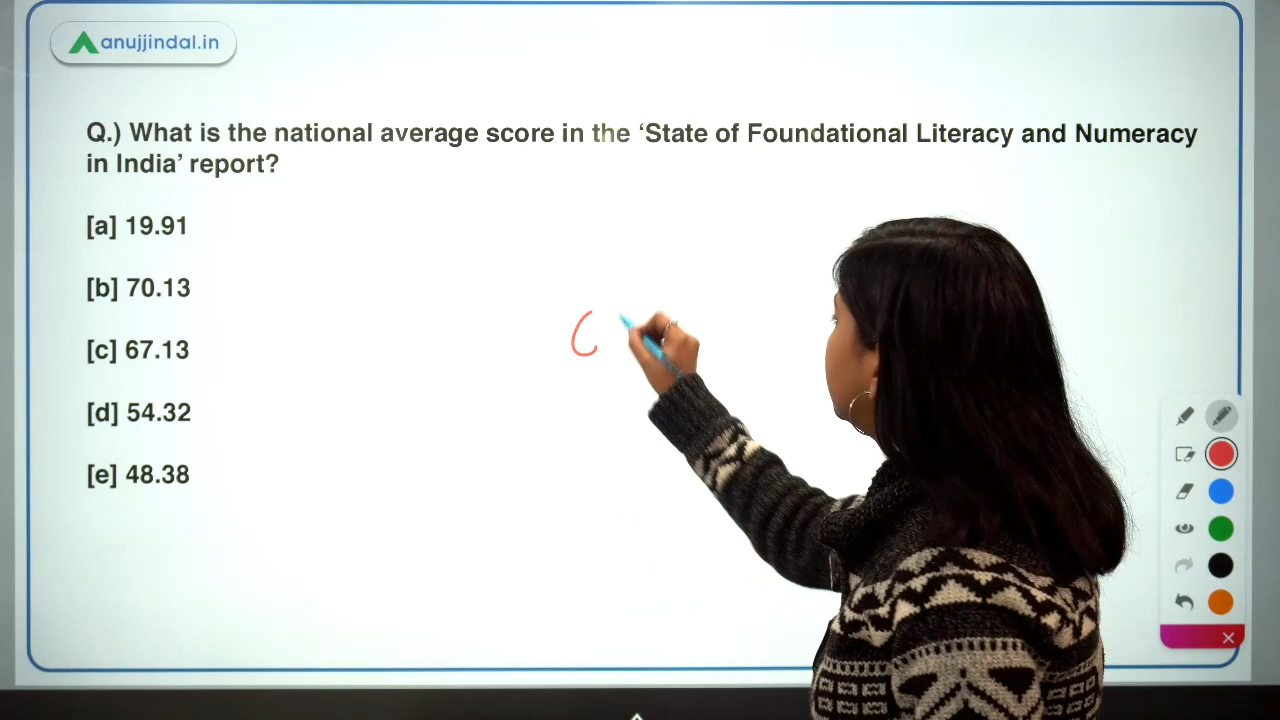 anujjindal.in
Q.) What is the national average score in the ‘State of Foundational Literacy and Numeracy
in India’ report?
[a] 19.91
[b] 70.13
[c] 67.13
[d] 54.32
[e] 48.38